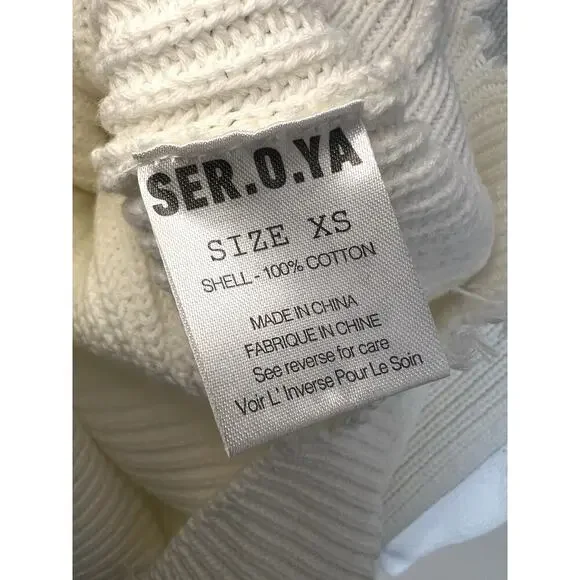 SER.O.YA
SIZE XS
SHELL - 100% COTTON
MADE IN CHINA
FABRIQUE IN CHINE
See reverse for care
Voir L' Inverse Pour Le Soin